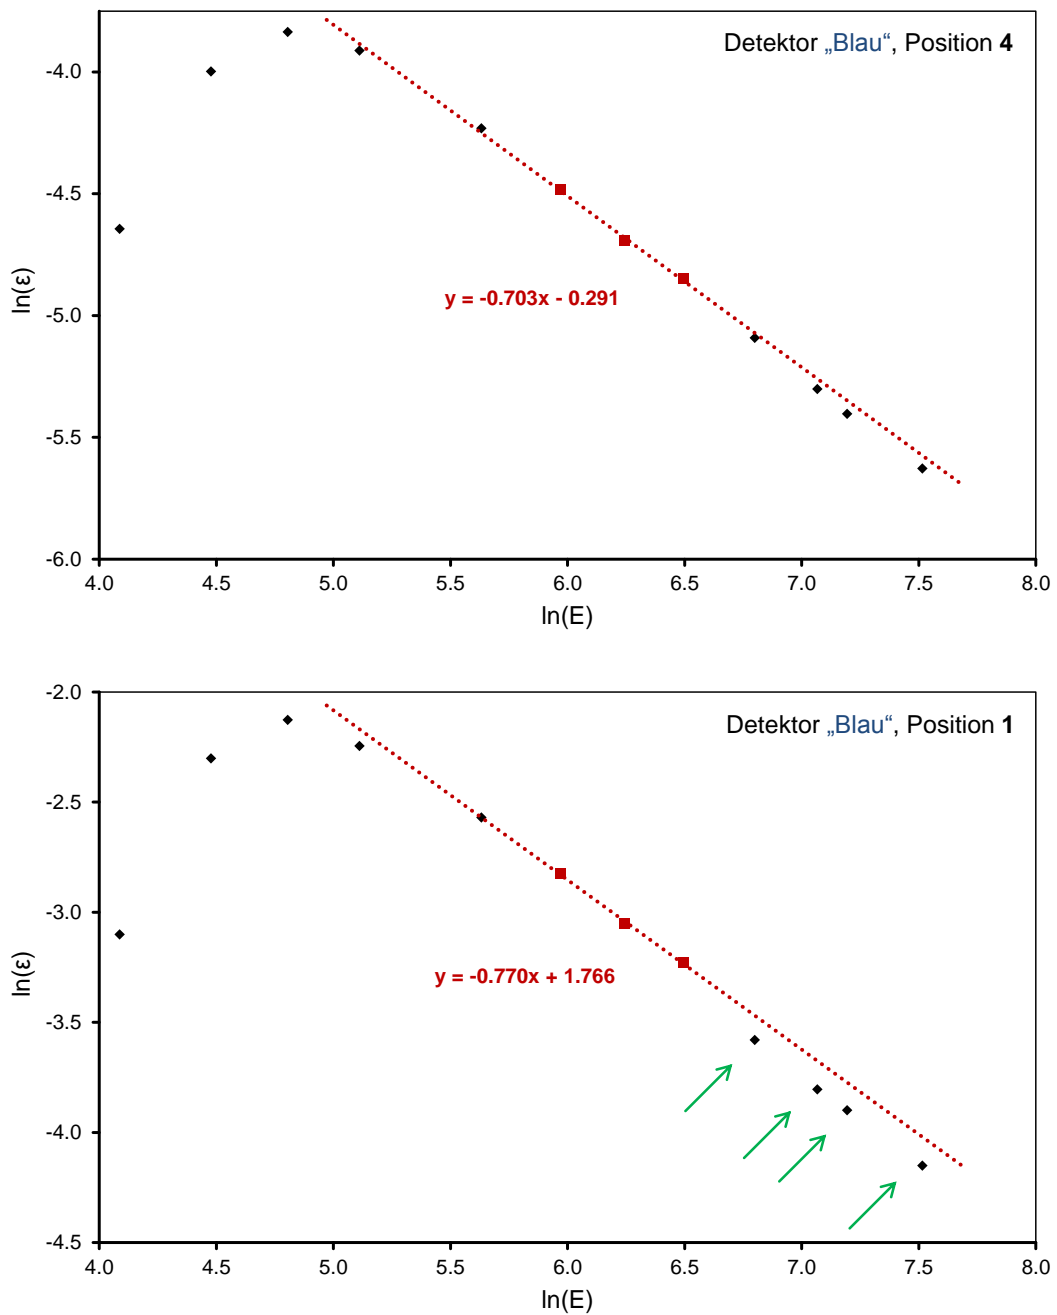 Detektor „Blau“, Position 4
-4.0
-4.5
-5.0
-5.5
-6.0
ln(ε)
y = -0.703x - 0.291
4.0 4.5 5.0 5.5 6.0 6.5 7.0 7.5 8.0
ln(E)
-2.0
Detektor „Blau“, Position 1
-2.5
-3.0
-3.5
-4.0
-4.5
ln(ε)
y = -0.770x + 1.766
4.0 4.5 5.0 5.5 6.0 6.5 7.0 7.5 8.0
ln(E)